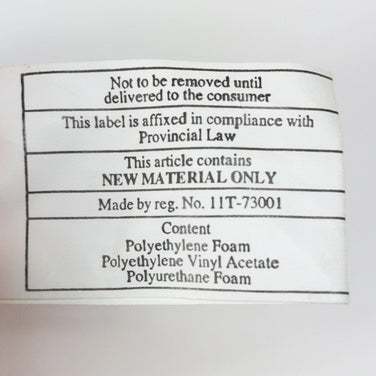 Not to be removed until
delivered to the consumer
This label is affixed in compliance with
Provincial Law
This article contains
NEW MATERIAL ONLY
Made by reg. No. 11T-73001
Content
Polyethylene Foam
Polyethylene Vinyl Acetate
Polyurethane Foam